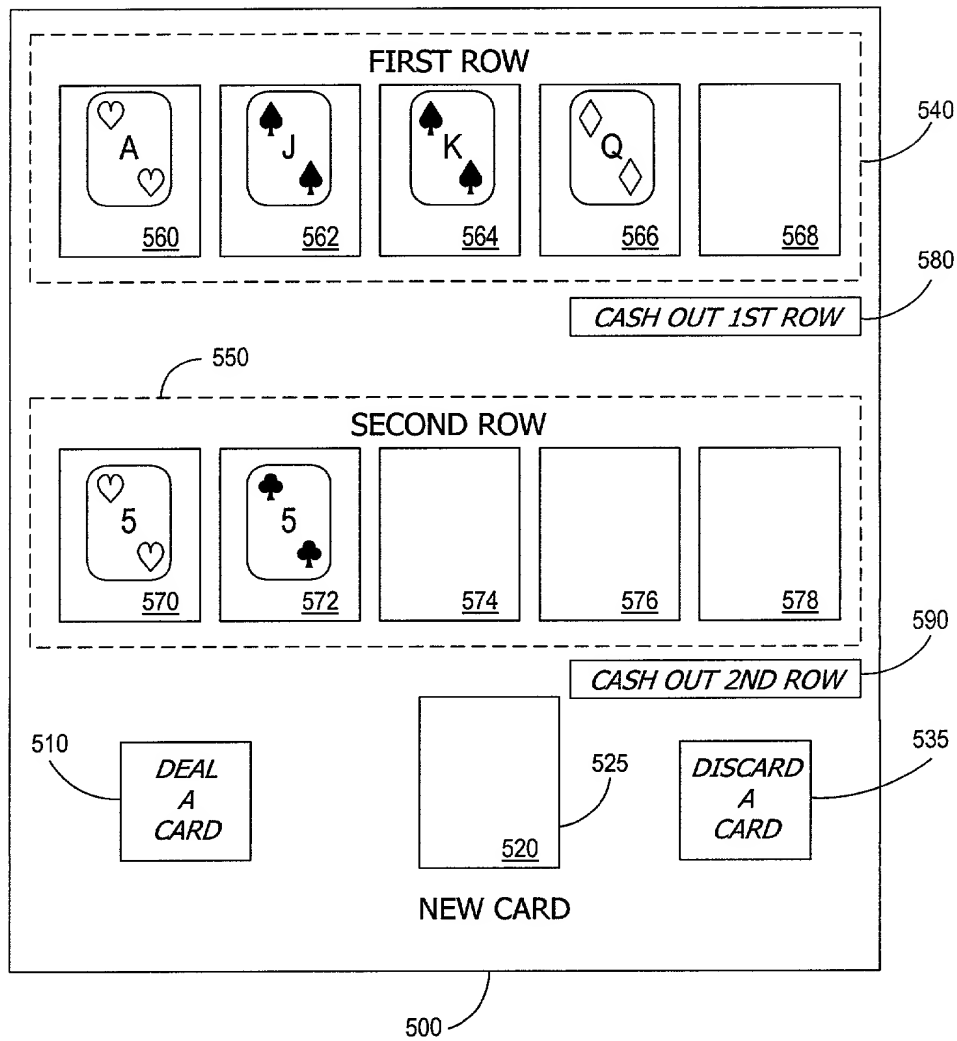 FIRST ROW
A J K Q
560 562 564 566 568
540
580
CASH OUT 1ST ROW
550
SECOND ROW
5 5
570 572 574 576 578
590
CASH OUT 2ND ROW
510
DEAL
A
CARD
525
520
DISCARD
A
CARD
535
NEW CARD
500